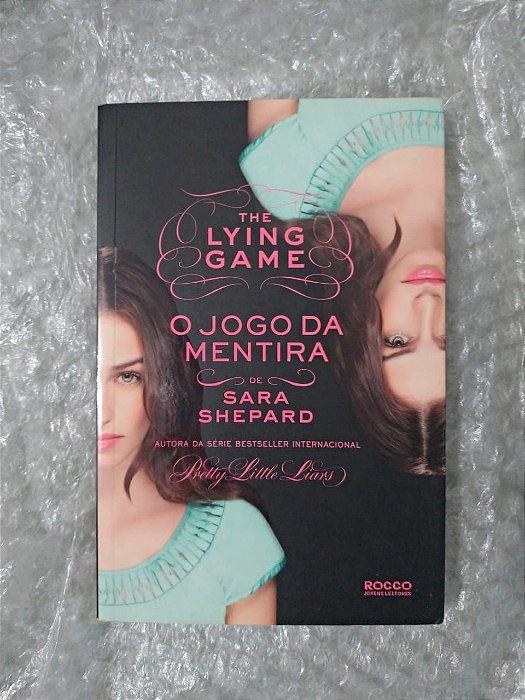 THE
LYING
GAME
O JOGO DA
MENTIRA
DE
SARA
SHEPARD
AUTORA DA SÉRIE BESTSELLER INTERNACIONAL
Pretty Little Liars
ROCCO
JOVENS LEITORES